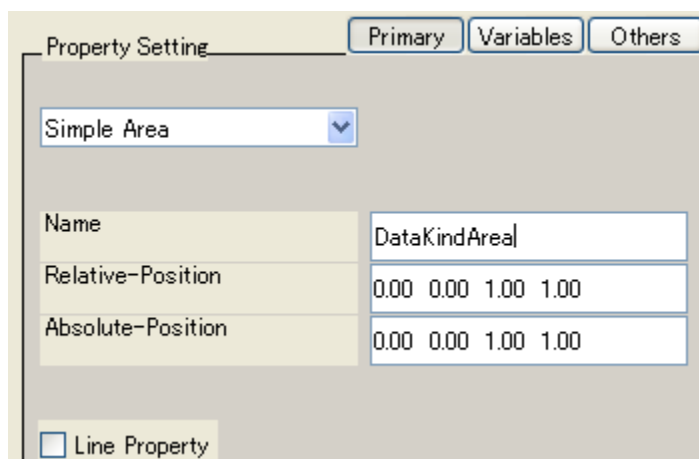 Property Setting Primary Variables Others
Simple Area
Name DataKindArea
Relative-Position 0.00 0.00 1.00 1.00
Absolute-Position 0.00 0.00 1.00 1.00
Line Property